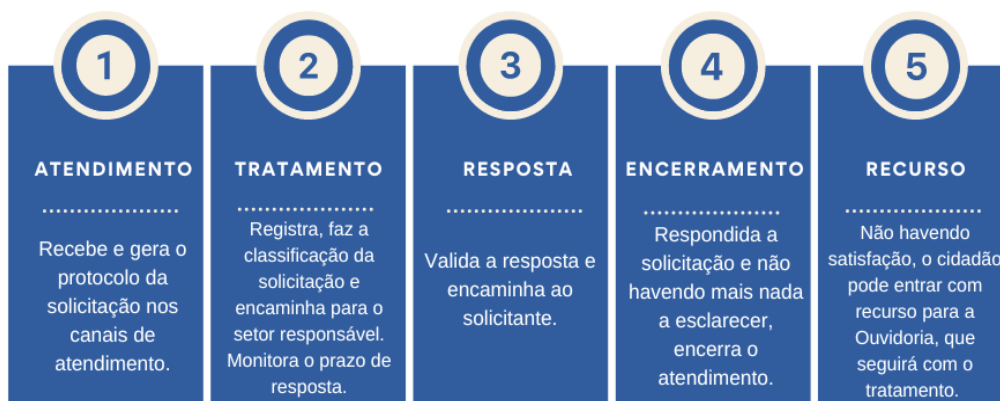 1
ATENDIMENTO
Recebe e gera o
protocolo da
solicitação nos
canais de
atendimento.
2
TRATAMENTO
Registra, faz a
classificação da
solicitação e
encaminha para o
setor responsável.
Monitora o prazo de
resposta.
3
RESPOSTA
Valida a resposta e
encaminha ao
solicitante.
4
ENCERRAMENTO
Respondida a
solicitação e não
havendo mais nada
a esclarecer,
encerra o
atendimento.
5
RECURSO
Não havendo
satisfação, o cidadão
pode entrar com
recurso para a
Ouvidoria, que
seguirá com o
tratamento.